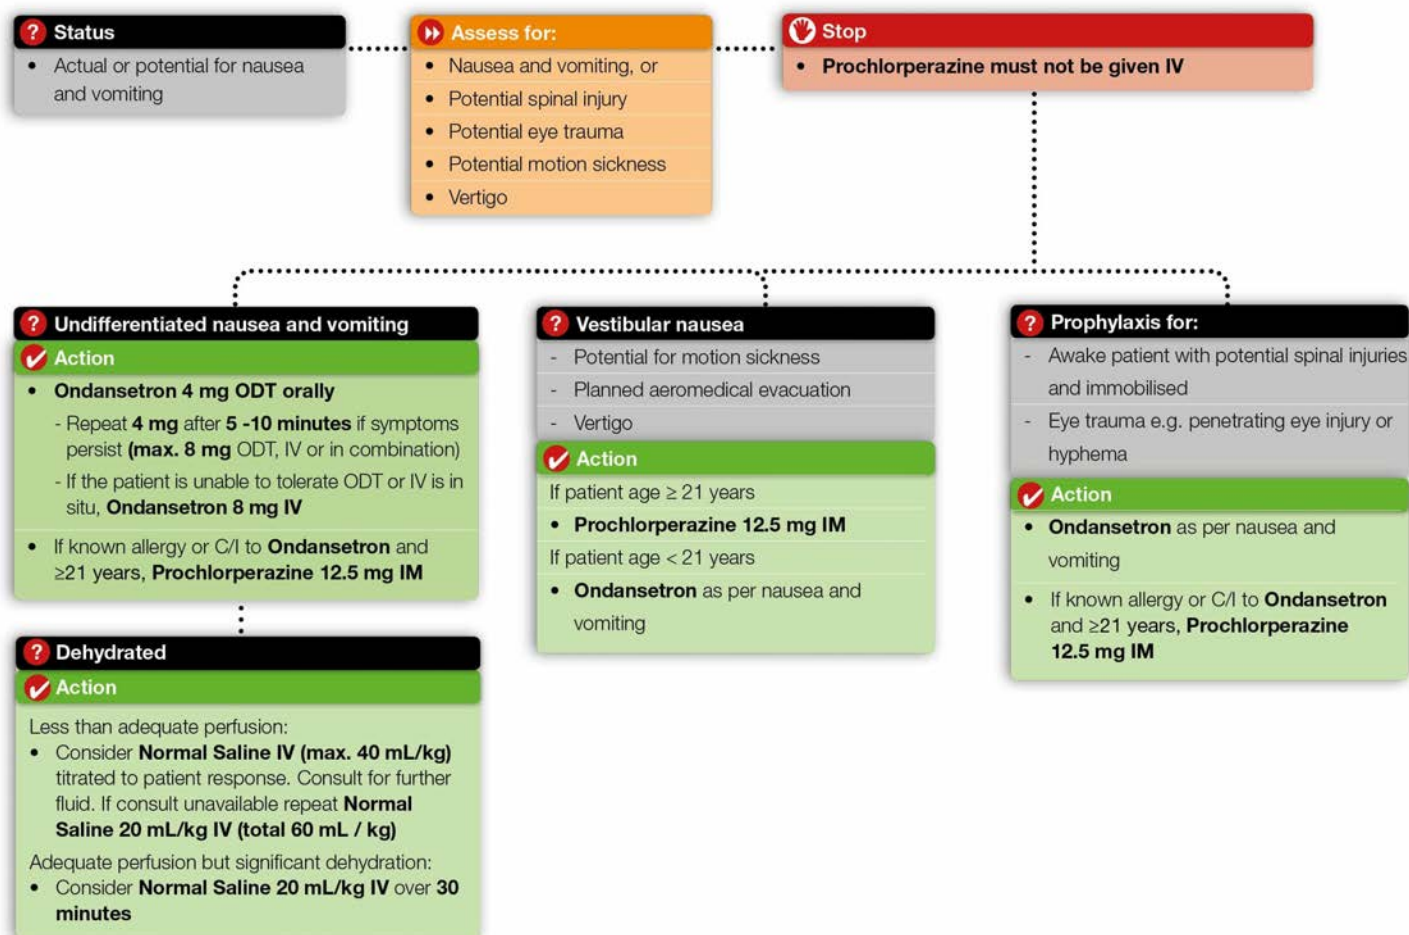 Status
• Actual or potential for nausea
and vomiting
Assess for:
• Nausea and vomiting, or
• Potential spinal injury
• Potential eye trauma
• Potential motion sickness
• Vertigo
Stop
• Prochlorperazine must not be given IV
Undifferentiated nausea and vomiting
Action
• Ondansetron 4 mg ODT orally
- Repeat 4 mg after 5 -10 minutes if symptoms
persist (max. 8 mg ODT, IV or in combination)
- If the patient is unable to tolerate ODT or IV is in
situ, Ondansetron 8 mg IV
• If known allergy or C/I to Ondansetron and
≥21 years, Prochlorperazine 12.5 mg IM
Dehydrated
Action
Less than adequate perfusion:
• Consider Normal Saline IV (max. 40 mL/kg)
titrated to patient response. Consult for further
fluid. If consult unavailable repeat Normal
Saline 20 mL/kg IV (total 60 mL / kg)
Adequate perfusion but significant dehydration:
• Consider Normal Saline 20 mL/kg IV over 30
minutes
Vestibular nausea
- Potential for motion sickness
- Planned aeromedical evacuation
- Vertigo
Action
If patient age ≥ 21 years
• Prochlorperazine 12.5 mg IM
If patient age < 21 years
• Ondansetron as per nausea and
vomiting
Prophylaxis for:
- Awake patient with potential spinal injuries
and immobilised
- Eye trauma e.g. penetrating eye injury or
hyphema
Action
• Ondansetron as per nausea and
vomiting
• If known allergy or C/I to Ondansetron
and ≥21 years, Prochlorperazine
12.5 mg IM